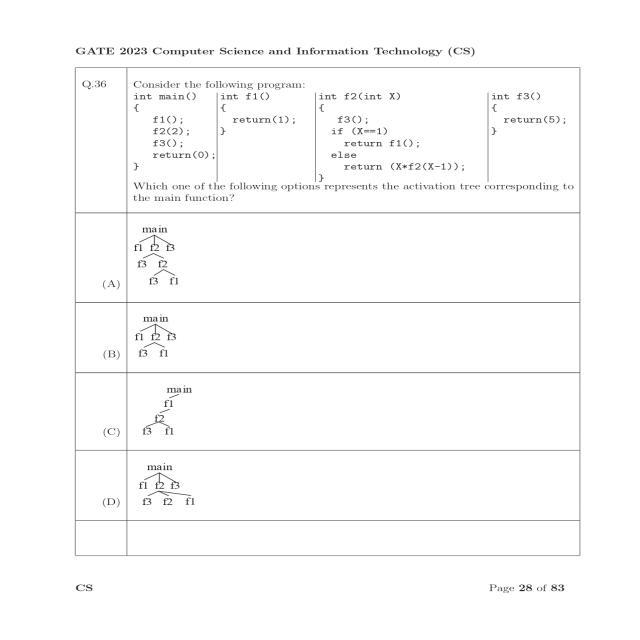 GATE 2023 Computer Science and Information Technology (CS)
Q.36 Consider the following program:
int main() int f1() int f2(int X) int f3()
{ { { {
f1(); return(1); f3(); return(5);
f2(2); } if (X==1) }
f3(); return f1();
return(0); else
} return (X*f2(X-1));
}
Which one of the following options represents the activation tree corresponding to
the main function?
main
f1 f2 f3
f3 f2
(A) f3 f1
main
f1 f2 f3
(B) f3 f1
main
f1
f2
(C) f3 f1
main
f1 f2 f3
(D) f3 f2 f1
CS Page 28 of 83